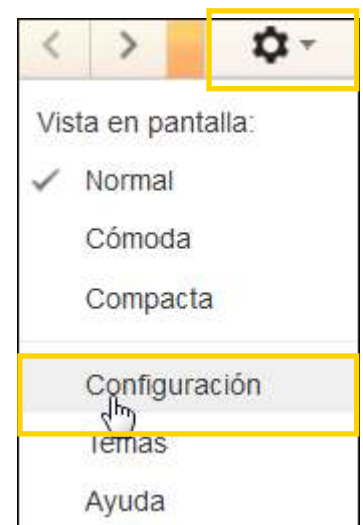 Vista en pantalla:
Normal
Cómoda
Compacta
Configuración
Temas
Ayuda